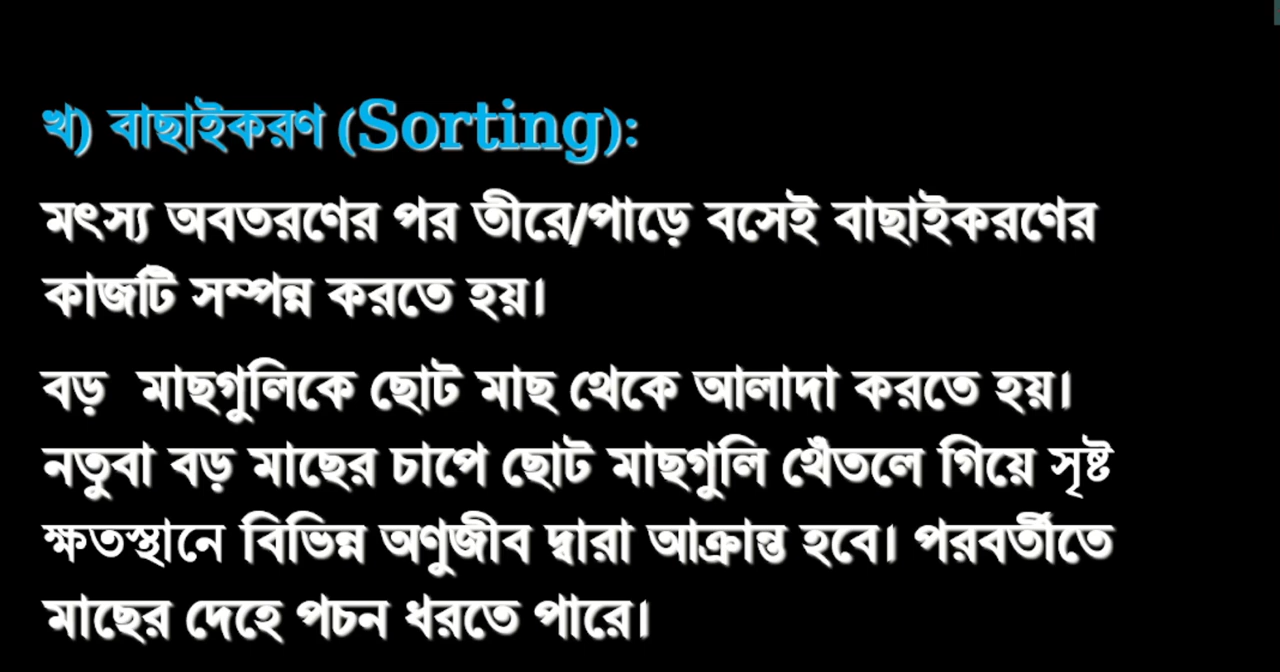 খ) বাছাইকরণ (Sorting):
মৎস্য অবতরণের পর তীরে/পাড়ে বসেই বাছাইকরণের
কাজটি সম্পন্ন করতে হয়।
বড় মাছগুলিকে ছোট মাছ থেকে আলাদা করতে হয়।
নতুবা বড় মাছের চাপে ছোট মাছগুলি থেঁতলে গিয়ে সৃষ্ট
ক্ষতস্থানে বিভিন্ন অণুজীব দ্বারা আক্রান্ত হবে। পরবর্তীতে
মাছের দেহে পচন ধরতে পারে।